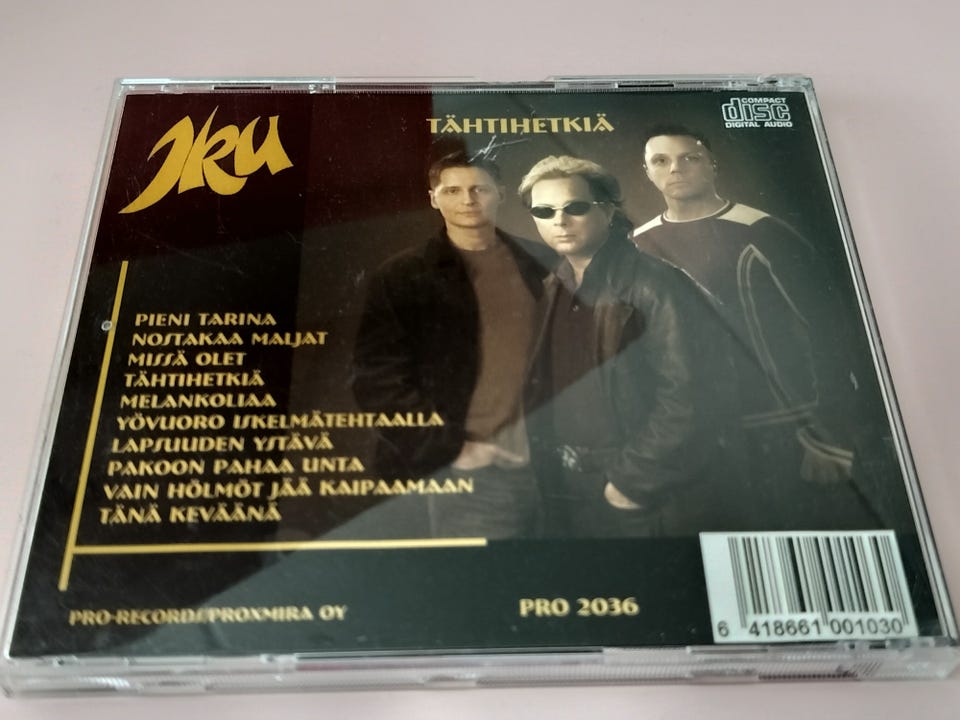 IKU
TÄHTIHETKIÄ
COMPACT
disc
DIGITAL AUDIO
PIENI TARINA
NOSTAKAA MALJAT
MISSÄ OLET
TÄHTIHETKIÄ
MELANKOLIAA
YÖVUORO ISKELMÄTEHTAALLA
LAPSUUDEN YSTÄVÄ
PAKOON PAHAA UNTA
VAIN HÖLMÖT JÄÄ KAIPAAMAAN
TÄNÄ KEVÄÄNÄ
PRO-RECORDS/PROXMIRA OY
PRO 2036
6 418661 001030